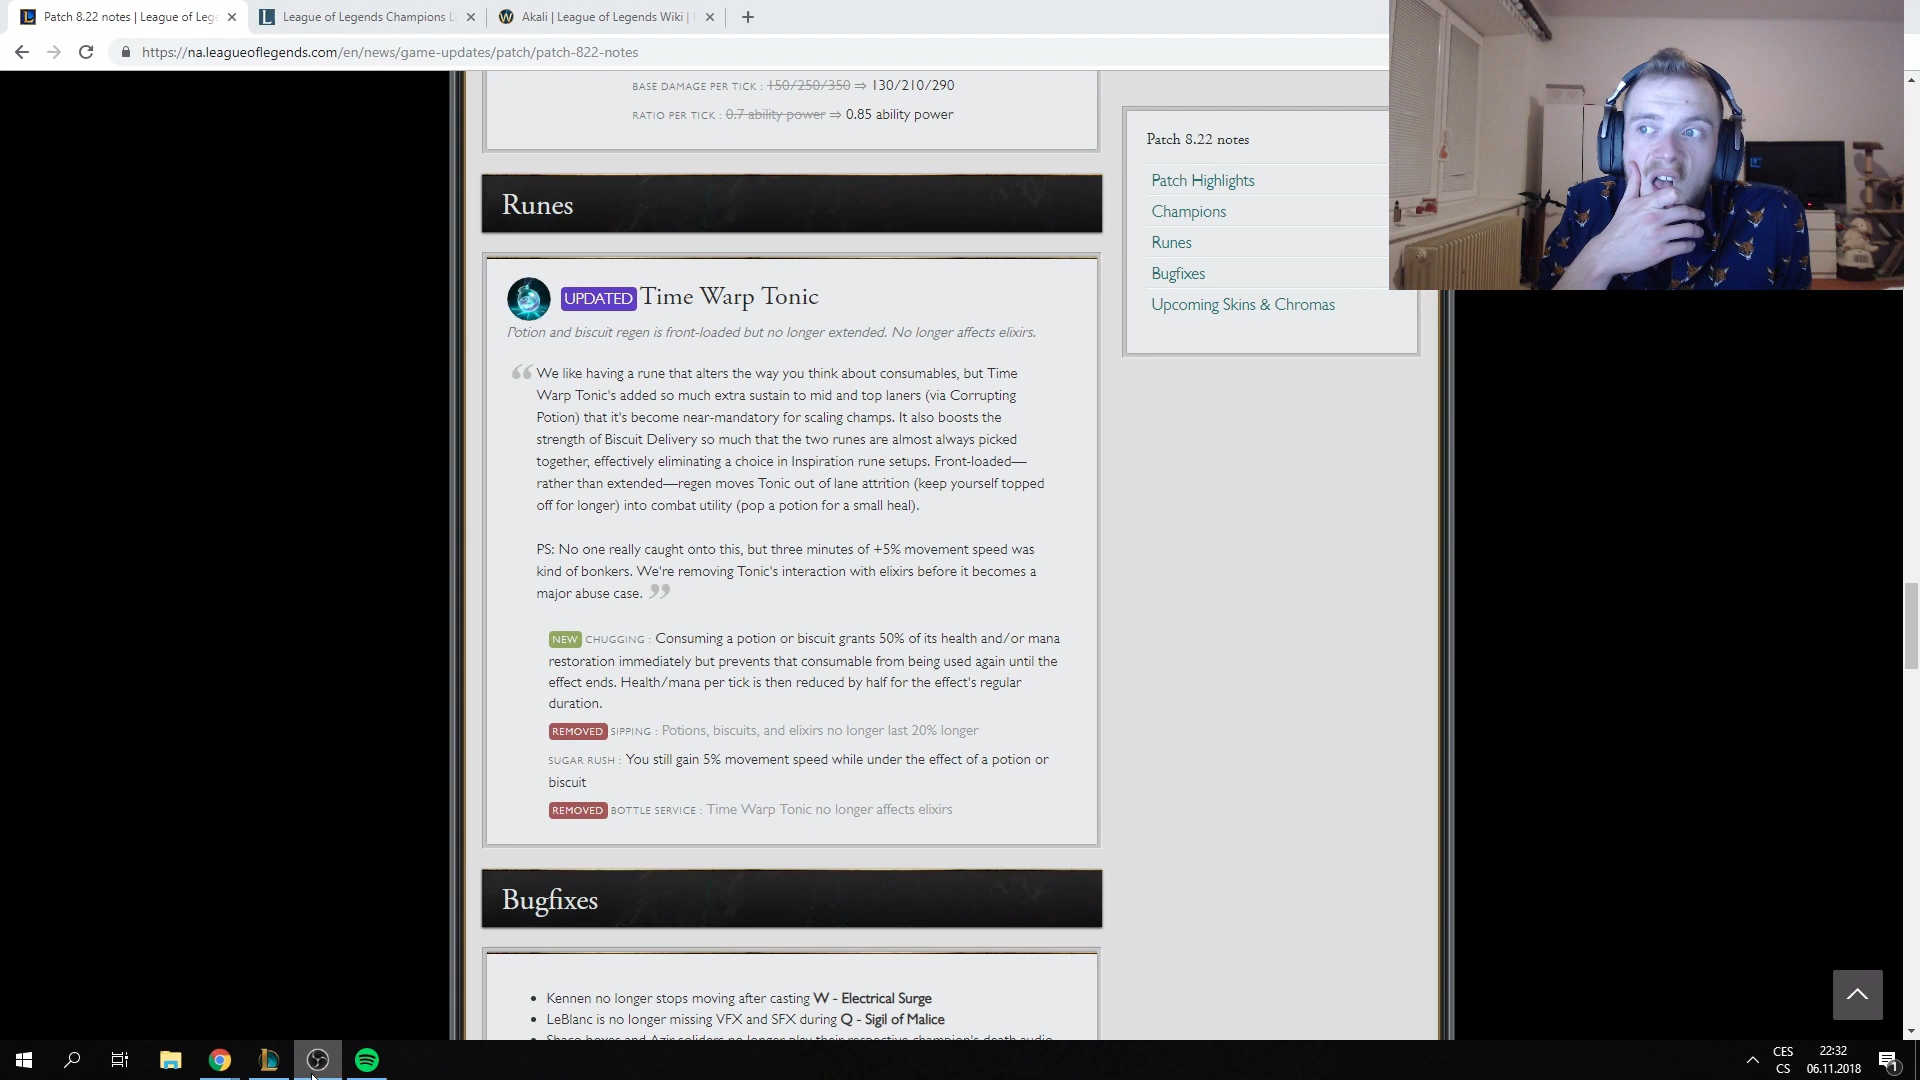 Patch 8.22 notes | League of Lege
League of Legends Champions Li
Akali | League of Legends Wiki |
https://na.leagueoflegends.com/en/news/game-updates/patch/patch-822-notes
BASE DAMAGE PER TICK : 150/250/350 ⇒ 130/210/290
RATIO PER TICK : 0.7 ability power ⇒ 0.85 ability power
Runes
UPDATED Time Warp Tonic
Potion and biscuit regen is front-loaded but no longer extended. No longer affects elixirs.
“ We like having a rune that alters the way you think about consumables, but Time
Warp Tonic's added so much extra sustain to mid and top laners (via Corrupting
Potion) that it's become near-mandatory for scaling champs. It also boosts the
strength of Biscuit Delivery so much that the two runes are almost always picked
together, effectively eliminating a choice in Inspiration rune setups. Front-loaded—
rather than extended—regen moves Tonic out of lane attrition (keep yourself topped
off for longer) into combat utility (pop a potion for a small heal).
PS: No one really caught onto this, but three minutes of +5% movement speed was
kind of bonkers. We're removing Tonic's interaction with elixirs before it becomes a
major abuse case. ”
NEW CHUGGING : Consuming a potion or biscuit grants 50% of its health and/or mana
restoration immediately but prevents that consumable from being used again until the
effect ends. Health/mana per tick is then reduced by half for the effect's regular
duration.
REMOVED SIPPING : Potions, biscuits, and elixirs no longer last 20% longer
SUGAR RUSH : You still gain 5% movement speed while under the effect of a potion or
biscuit
REMOVED BOTTLE SERVICE : Time Warp Tonic no longer affects elixirs
Bugfixes
• Kennen no longer stops moving after casting W - Electrical Surge
• LeBlanc is no longer missing VFX and SFX during Q - Sigil of Malice
• Shaco boxes and Azir soldiers no longer play their respective champion's death audio
Patch 8.22 notes
Patch Highlights
Champions
Runes
Bugfixes
Upcoming Skins & Chromas
CES
CS
22:32
06.11.2018
1